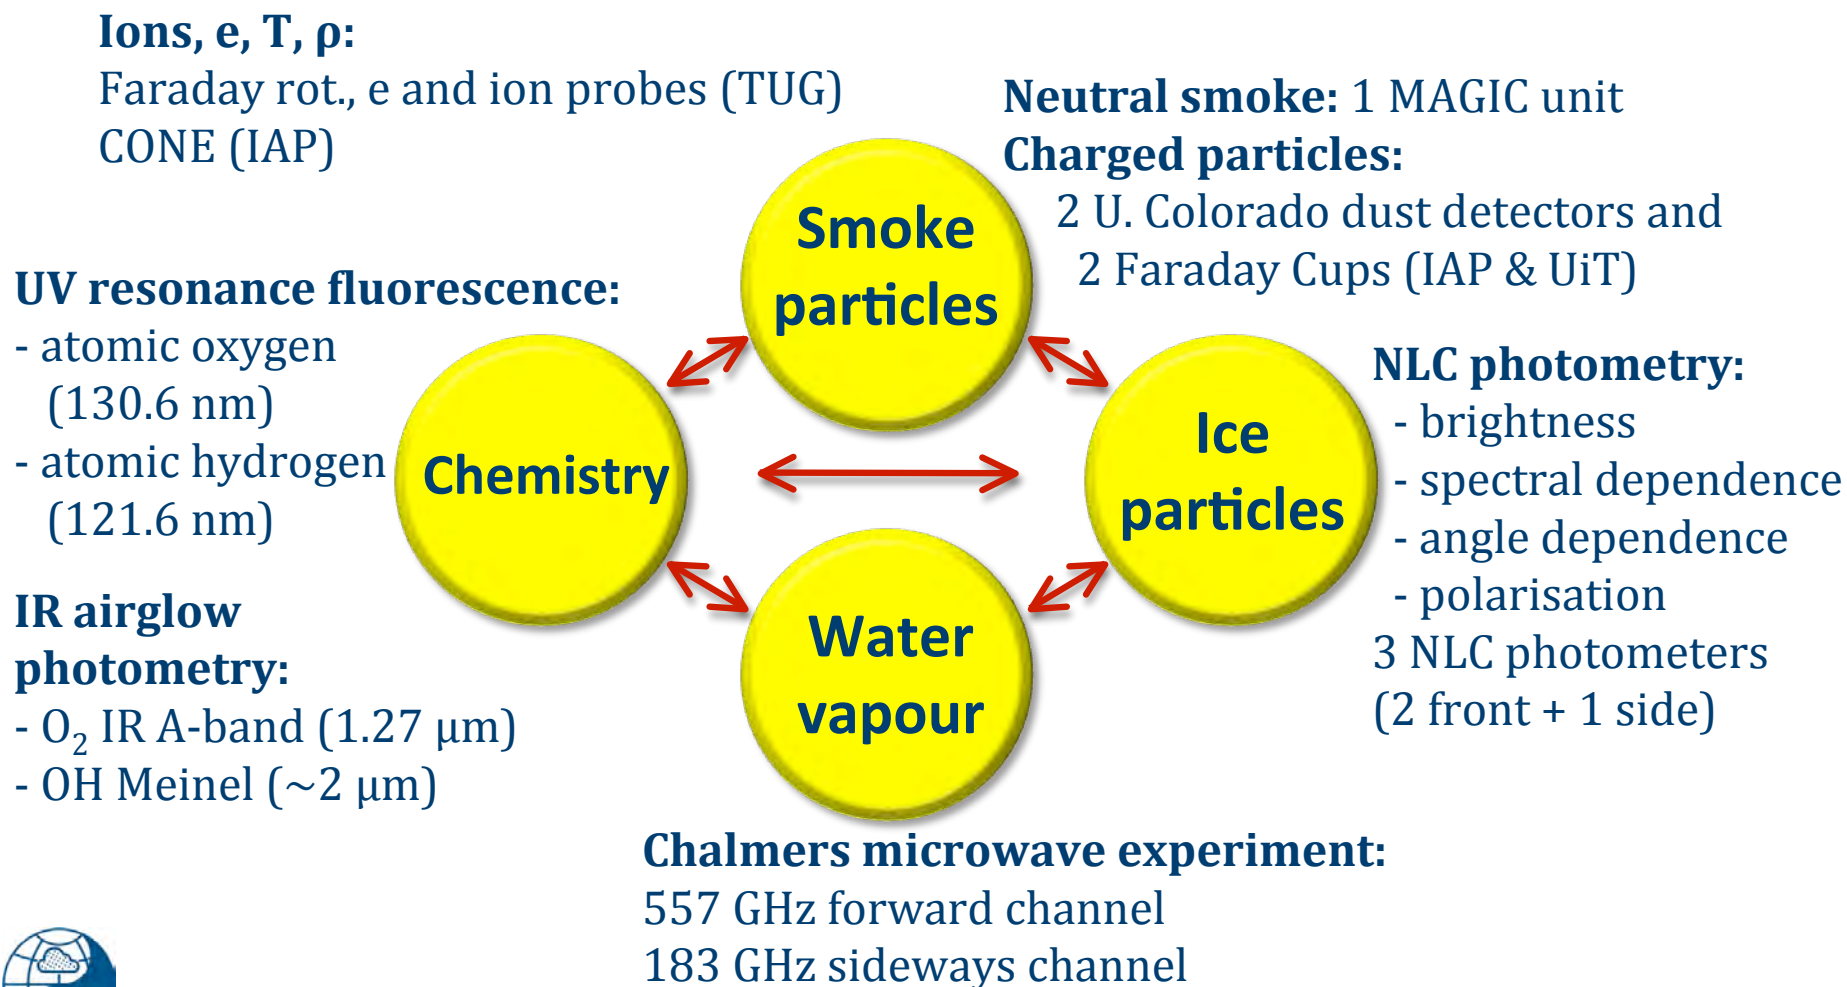 Ions, e, T, ρ:
Faraday rot., e and ion probes (TUG)
CONE (IAP)
Neutral smoke: 1 MAGIC unit
Charged particles:
2 U. Colorado dust detectors and
2 Faraday Cups (IAP & UiT)
Smoke
particles
UV resonance fluorescence:
- atomic oxygen
(130.6 nm)
- atomic hydrogen
(121.6 nm)
Chemistry
Ice
particles
NLC photometry:
- brightness
- spectral dependence
- angle dependence
- polarisation
3 NLC photometers
(2 front + 1 side)
IR airglow
photometry:
- O₂ IR A-band (1.27 μm)
- OH Meinel (~2 μm)
Water
vapour
Chalmers microwave experiment:
557 GHz forward channel
183 GHz sideways channel